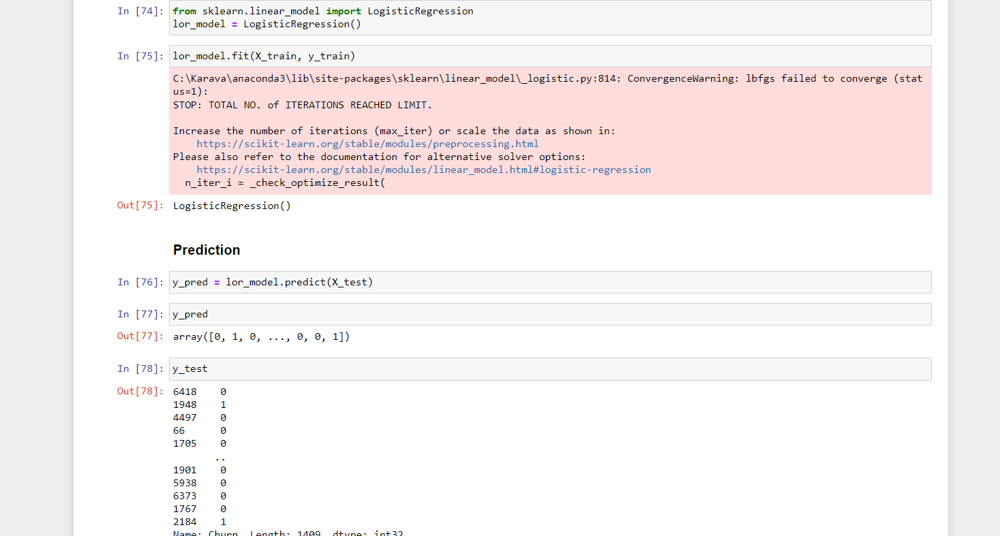 In [74]: from sklearn.linear_model import LogisticRegression
lor_model = LogisticRegression()
In [75]: lor_model.fit(X_train, y_train)
C:\Karava\anaconda3\lib\site-packages\sklearn\linear_model\_logistic.py:814: ConvergenceWarning: lbfgs failed to converge (stat
us=1):
STOP: TOTAL NO. of ITERATIONS REACHED LIMIT.
Increase the number of iterations (max_iter) or scale the data as shown in:
https://scikit-learn.org/stable/modules/preprocessing.html
Please also refer to the documentation for alternative solver options:
https://scikit-learn.org/stable/modules/linear_model.html#logistic-regression
n_iter_i = _check_optimize_result(
Out[75]: LogisticRegression()
Prediction
In [76]: y_pred = lor_model.predict(X_test)
In [77]: y_pred
Out[77]: array([0, 1, 0, ..., 0, 0, 1])
In [78]: y_test
Out[78]: 6418 0
1948 1
4497 0
66 0
1705 0
..
1901 0
5938 0
6373 0
1767 0
2184 1
Name: Churn, Length: 1409, dtype: int32